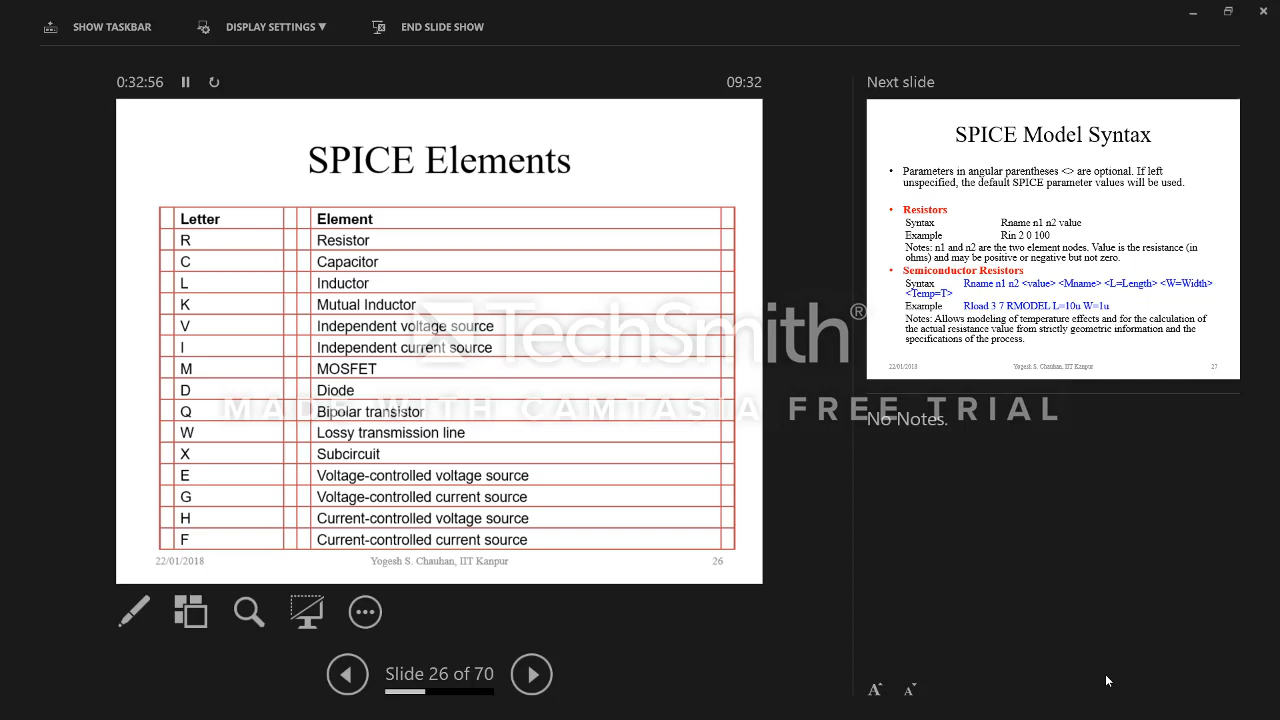 SHOW TASKBAR DISPLAY SETTINGS ▼ END SLIDE SHOW
0:32:56 09:32
SPICE Elements
Letter Element
R Resistor
C Capacitor
L Inductor
K Mutual Inductor
V Independent voltage source
I Independent current source
M MOSFET
D Diode
Q Bipolar transistor
W Lossy transmission line
X Subcircuit
E Voltage-controlled voltage source
G Voltage-controlled current source
H Current-controlled voltage source
F Current-controlled current source
22/01/2018 Yogesh S. Chauhan, IIT Kanpur 26
Slide 26 of 70
Next slide
SPICE Model Syntax
• Parameters in angular parentheses <> are optional. If left
unspecified, the default SPICE parameter values will be used.
• Resistors
Syntax Rname n1 n2 value
Example Rin 2 0 100
Notes: n1 and n2 are the two element nodes. Value is the resistance (in
ohms) and may be positive or negative but not zero.
• Semiconductor Resistors
Syntax Rname n1 n2 <value> <Mname> <L=Length> <W=Width>
<Temp=T>
Example Rload 3 7 RMODEL L=10u W=1u
Notes: Allows modeling of temperature effects and for the calculation of
the actual resistance value from strictly geometric information and the
specifications of the process.
22/01/2018 Yogesh S. Chauhan, IIT Kanpur 27
No Notes.
A A
TechSmith®
MADE WITH CAMTASIA FREE TRIAL